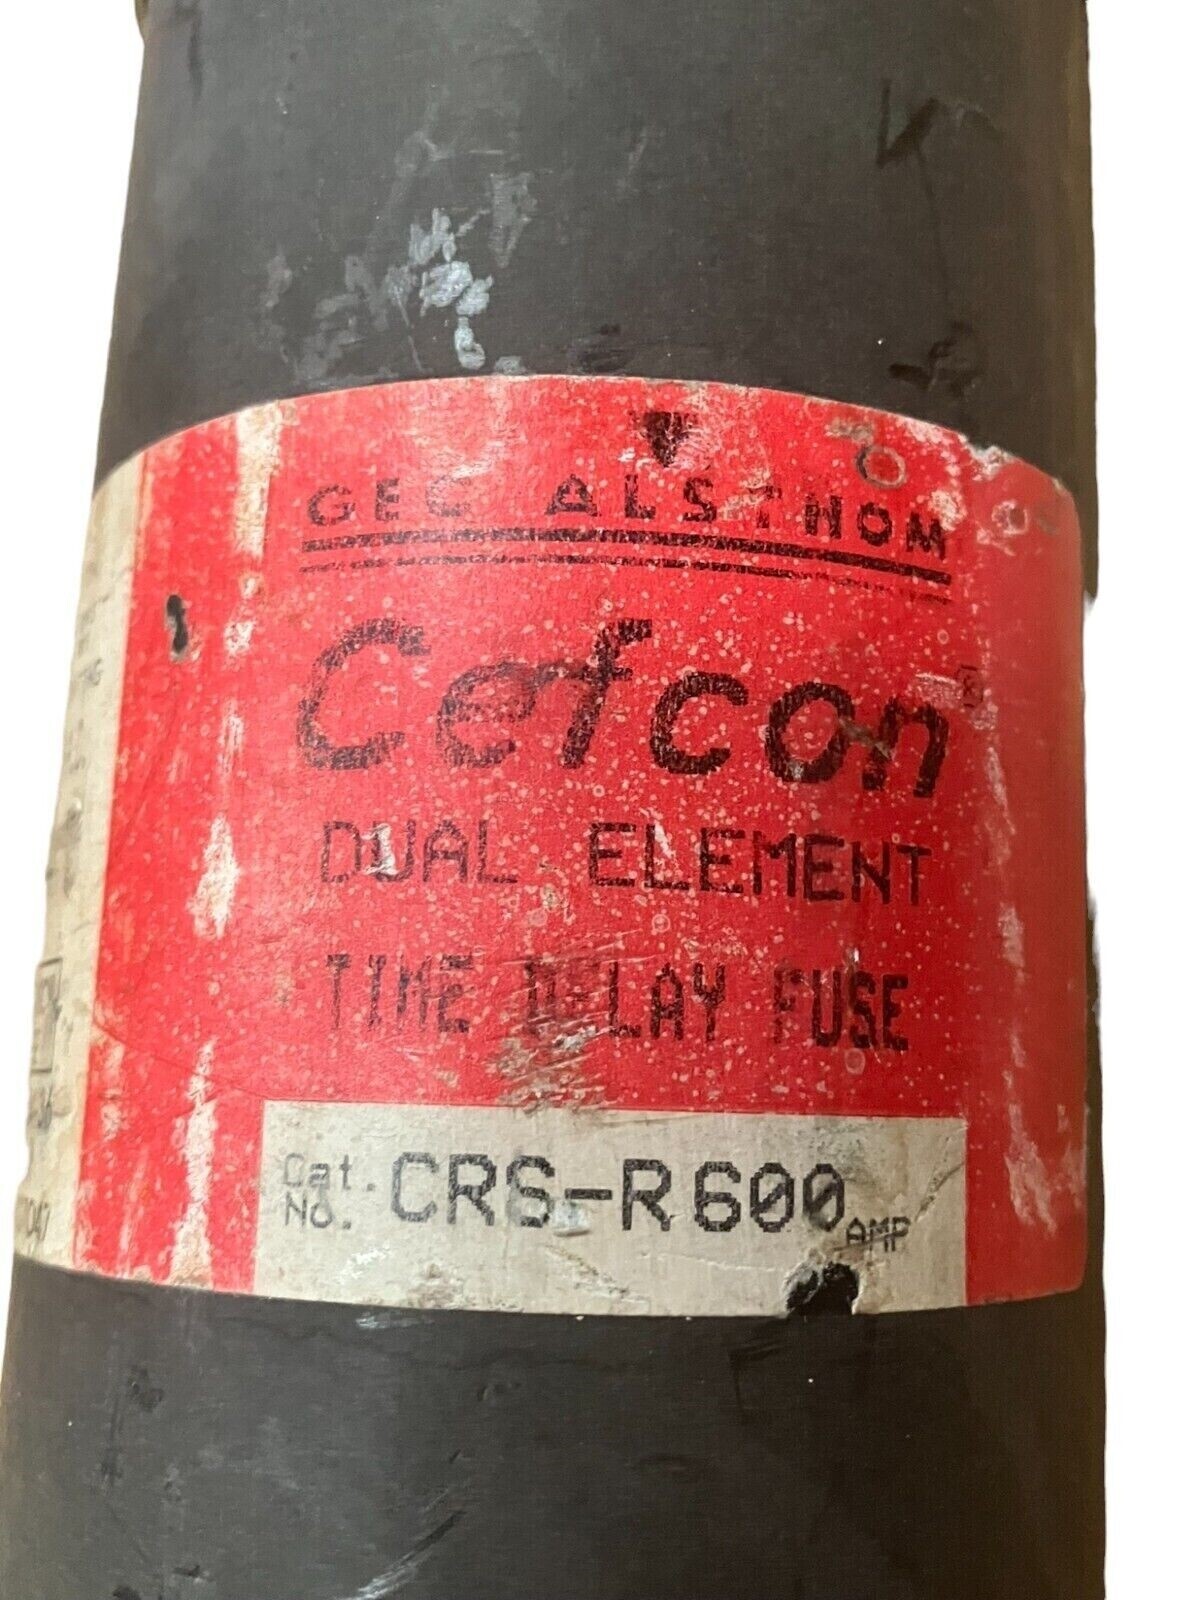 GEC ALSTHOM
Cefcon®
DUAL-ELEMENT
TIME DELAY FUSE
Cat. No. CRS-R600 AMP